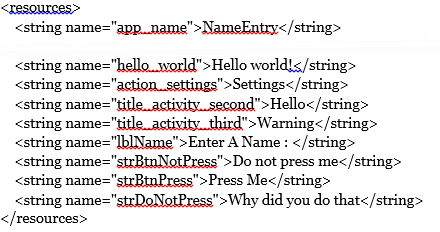 <resources>
<string name="app_name">NameEntry</string>
<string name="hello_world">Hello world!</string>
<string name="action_settings">Settings</string>
<string name="title_activity_second">Hello</string>
<string name="title_activity_third">Warning</string>
<string name="lblName">Enter A Name : </string>
<string name="strBtnNotPress">Do not press me</string>
<string name="strBtnPress">Press Me</string>
<string name="strDoNotPress">Why did you do that</string>
</resources>